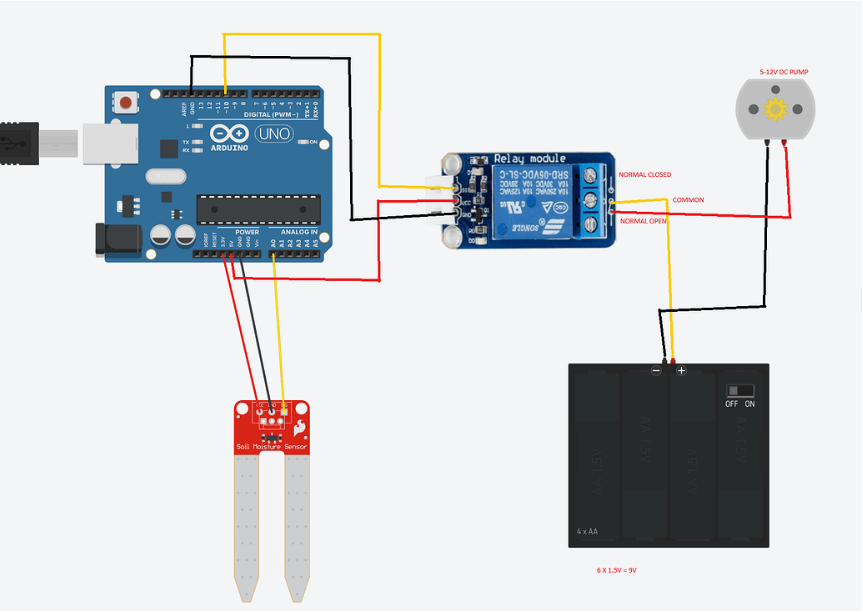 5-12V DC PUMP
AREF
GND
13
12
~11
~10
~9
8
7
~6
~5
4
~3
2
TX→1
RX←0
DIGITAL (PWM~)
L
TX
RX
UNO
ARDUINO
ON
POWER
ANALOG IN
IOREF
RESET
3.3V
5V
GND
GND
Vin
A0
A1
A2
A3
A4
A5
Relay module
SRD-05VDC-SL-C
10A 250VAC 10A 125VAC
10A 30VDC 10A 28VDC
SONGLE
VCC
GND
NORMAL CLOSED
COMMON
NORMAL OPEN
− +
OFF ON
AA 1.5V
AA 1.5V
AA 1.5V
AA 1.5V
4 x AA
6 X 1.5V = 9V
Soil Moisture Sensor